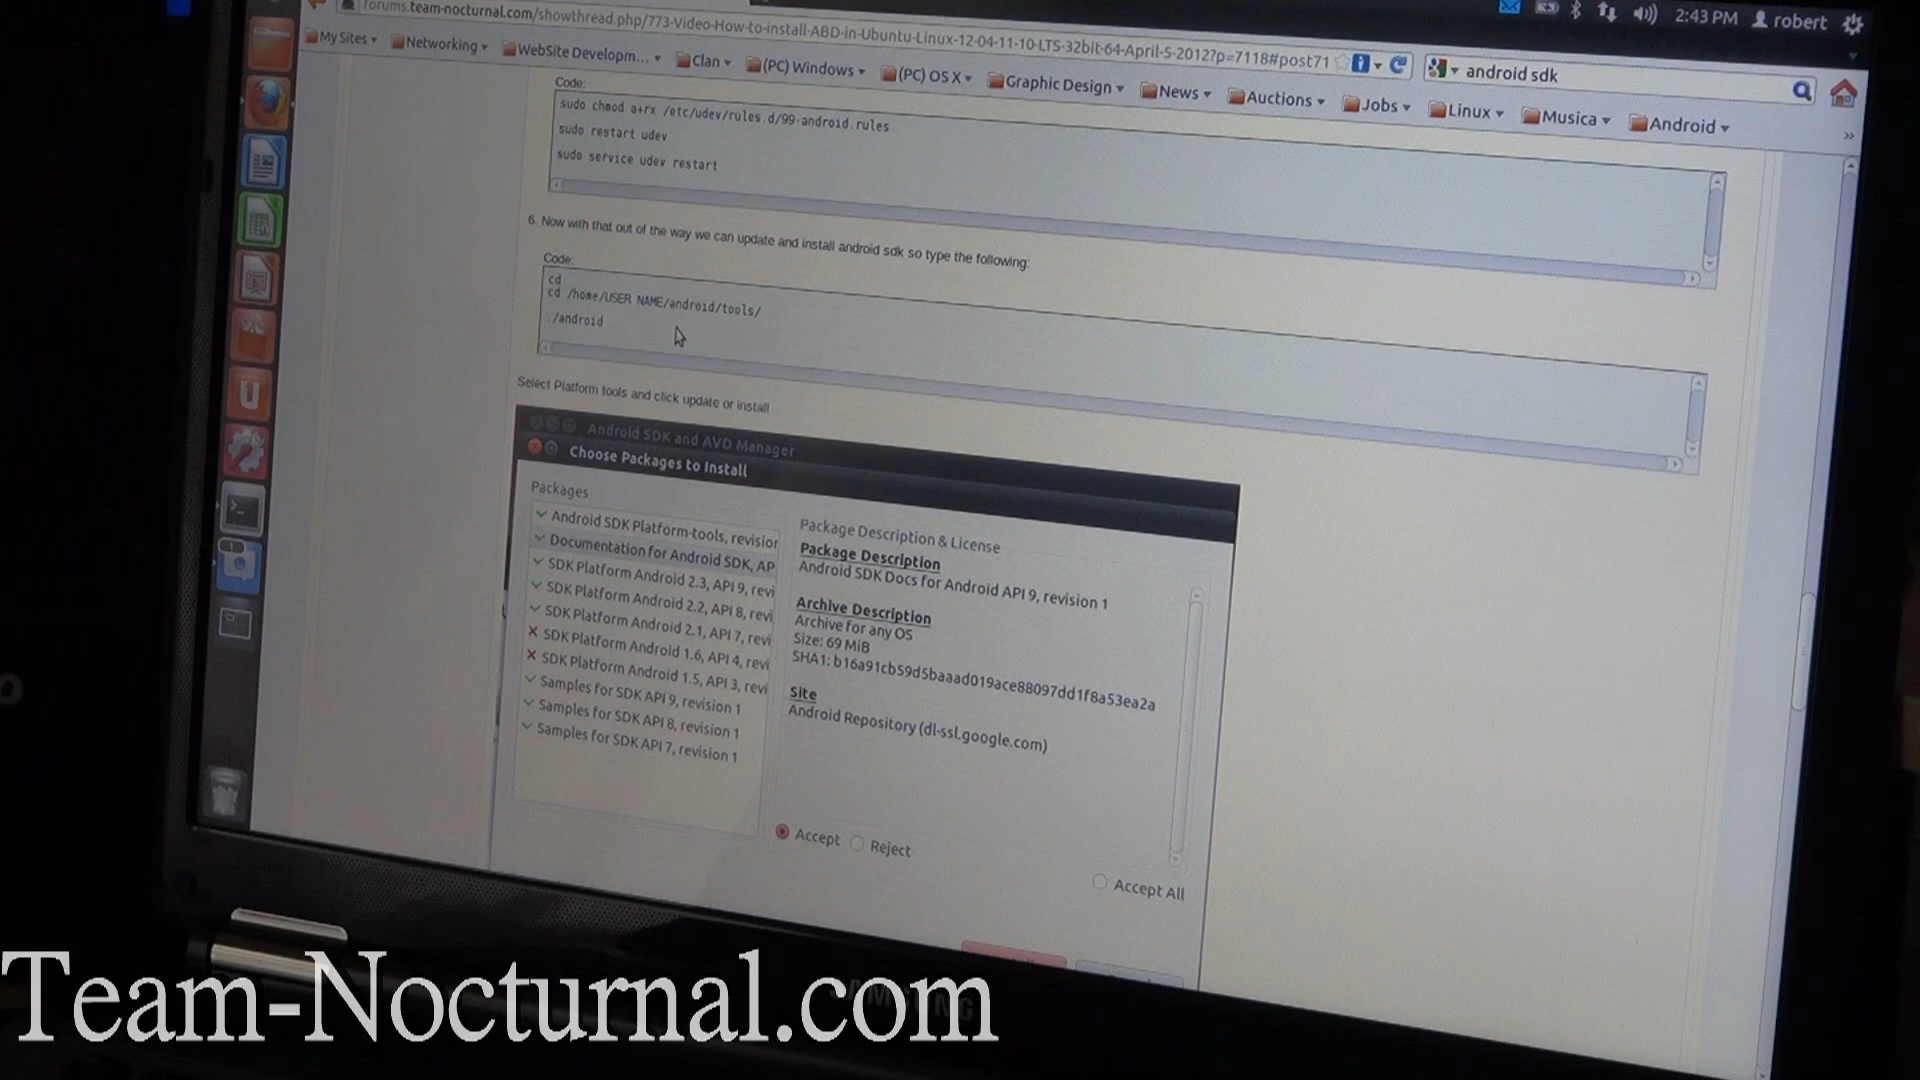 2:43 PM robert
forums.team-nocturnal.com/showthread.php/773-Video-How-to-install-ABD-in-Ubuntu-Linux-12-04-11-10-LTS-32bit-64-April-5-2012?p=7118#post71
android sdk
My Sites Networking WebSite Developm... Clan (PC) Windows (PC) OS X Graphic Design News Auctions Jobs Linux Musica Android
Code:
sudo chmod a+rx /etc/udev/rules.d/99-android.rules
sudo restart udev
sudo service udev restart
6. Now with that out of the way we can update and install android sdk so type the following:
Code:
cd
cd /home/USER NAME/android/tools/
./android
Select Platform tools and click update or install
Android SDK and AVD Manager
Choose Packages to Install
Packages
Android SDK Platform-tools, revision
Documentation for Android SDK, AP
SDK Platform Android 2.3, API 9, revi
SDK Platform Android 2.2, API 8, revi
SDK Platform Android 2.1, API 7, revi
SDK Platform Android 1.6, API 4, revi
SDK Platform Android 1.5, API 3, revi
Samples for SDK API 9, revision 1
Samples for SDK API 8, revision 1
Samples for SDK API 7, revision 1
Package Description & License
Package Description
Android SDK Docs for Android API 9, revision 1
Archive Description
Archive for any OS
Size: 69 MiB
SHA1: b16a91cb59d5baaad019ace88097dd1f8a53ea2a
Site
Android Repository (dl-ssl.google.com)
Accept Reject
Accept All
SAMSUNG
Team-Nocturnal.com